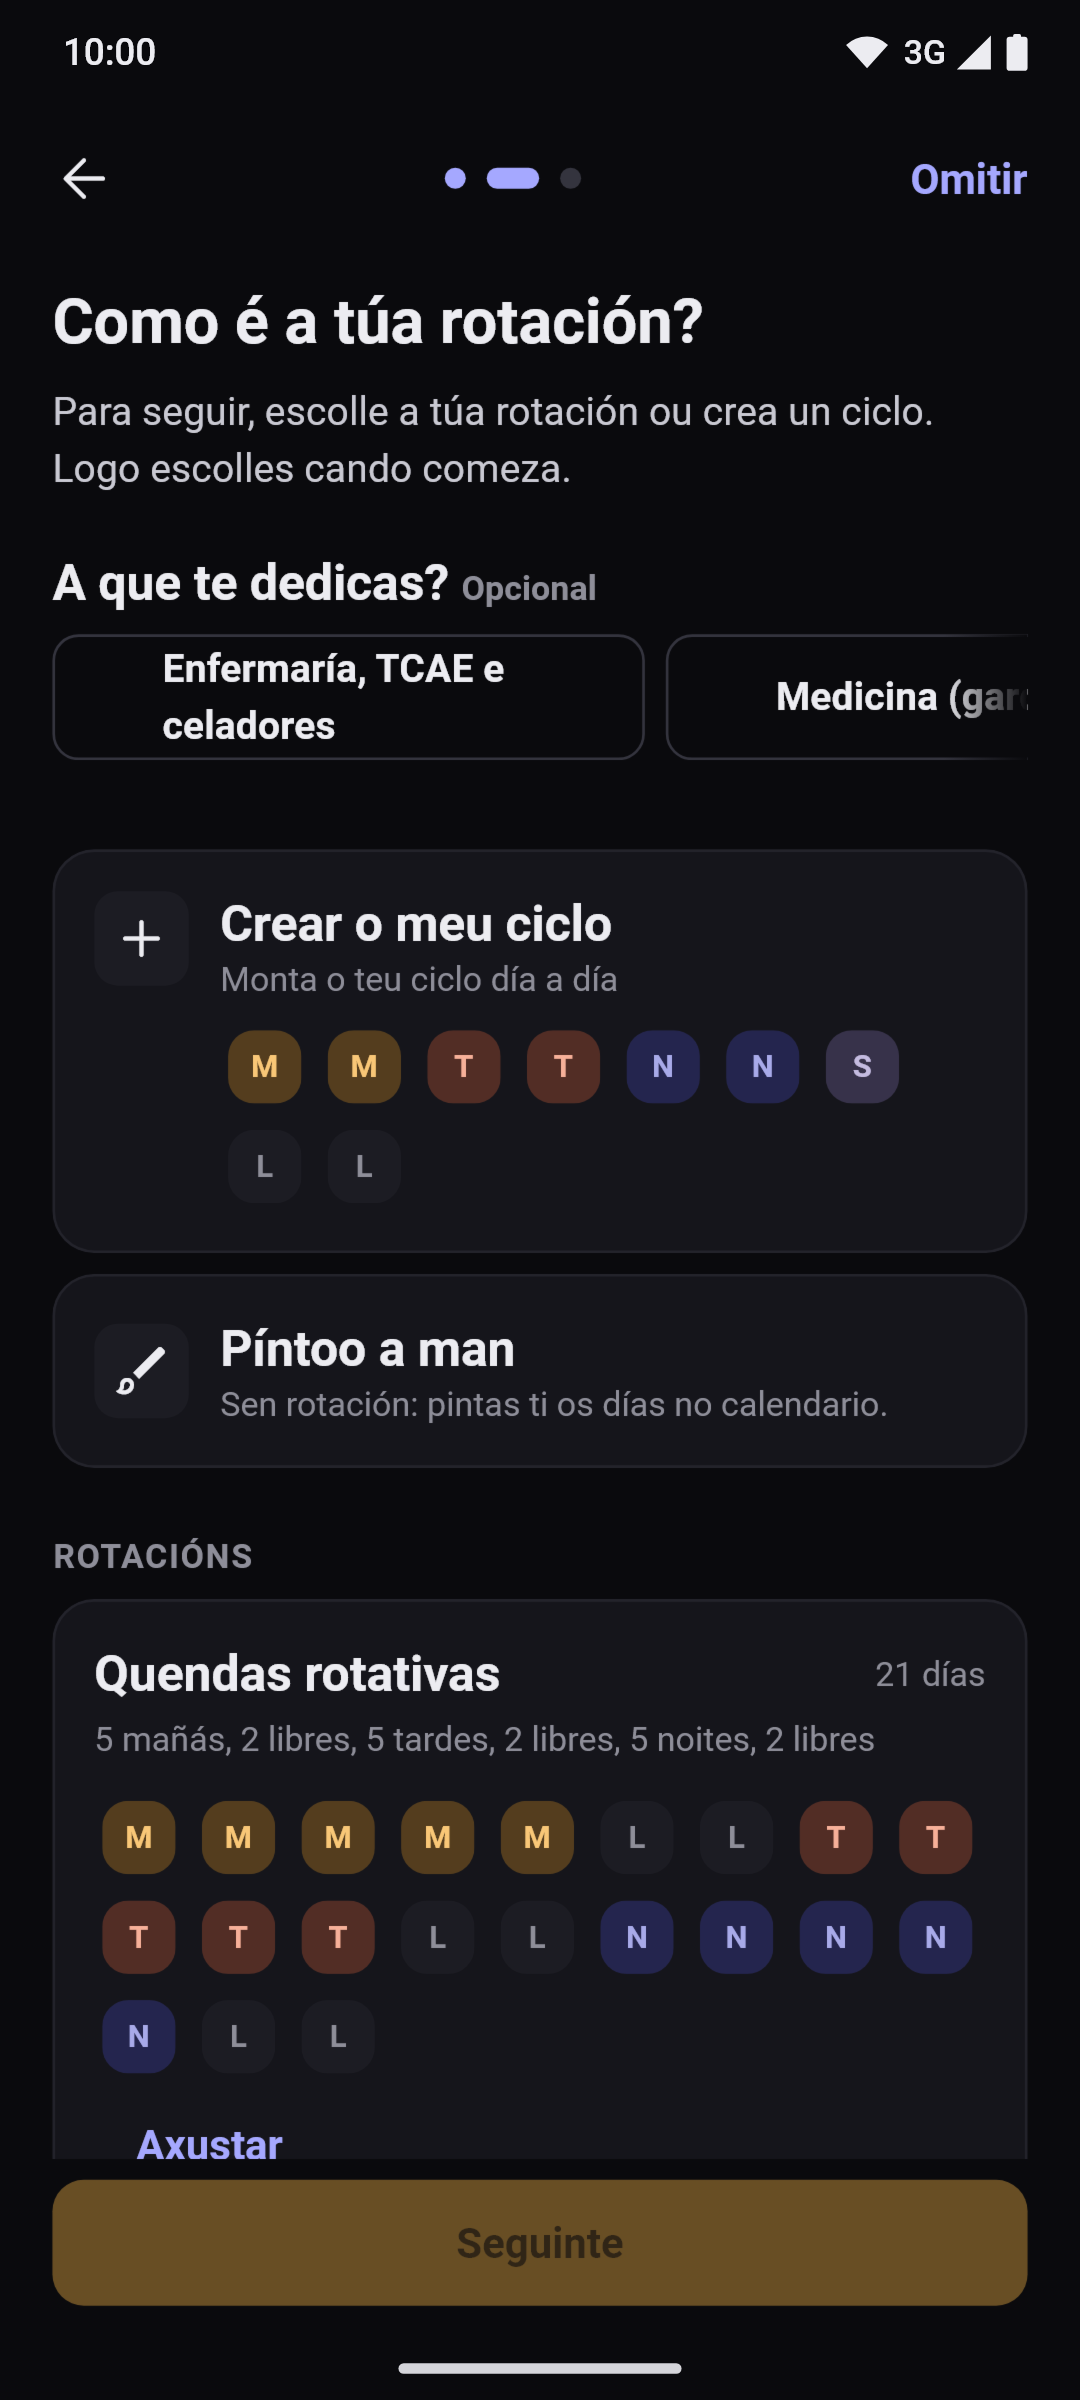 10:00
3G
Omitir
Como é a túa rotación?
Para seguir, escolle a túa rotación ou crea un ciclo.
Logo escolles cando comeza.
A que te dedicas? Opcional
Enfermaría, TCAE e
celadores
Medicina
Crear o meu ciclo
Monta o teu ciclo día a día
M M T T N N S
L L
Píntoo a man
Sen rotación: pintas ti os días no calendario.
ROTACIÓNS
Quendas rotativas
21 días
5 mañás, 2 libres, 5 tardes, 2 libres, 5 noites, 2 libres
M M M M M L L T T
T T T L L N N N N
N L L
Axustar
Seguinte